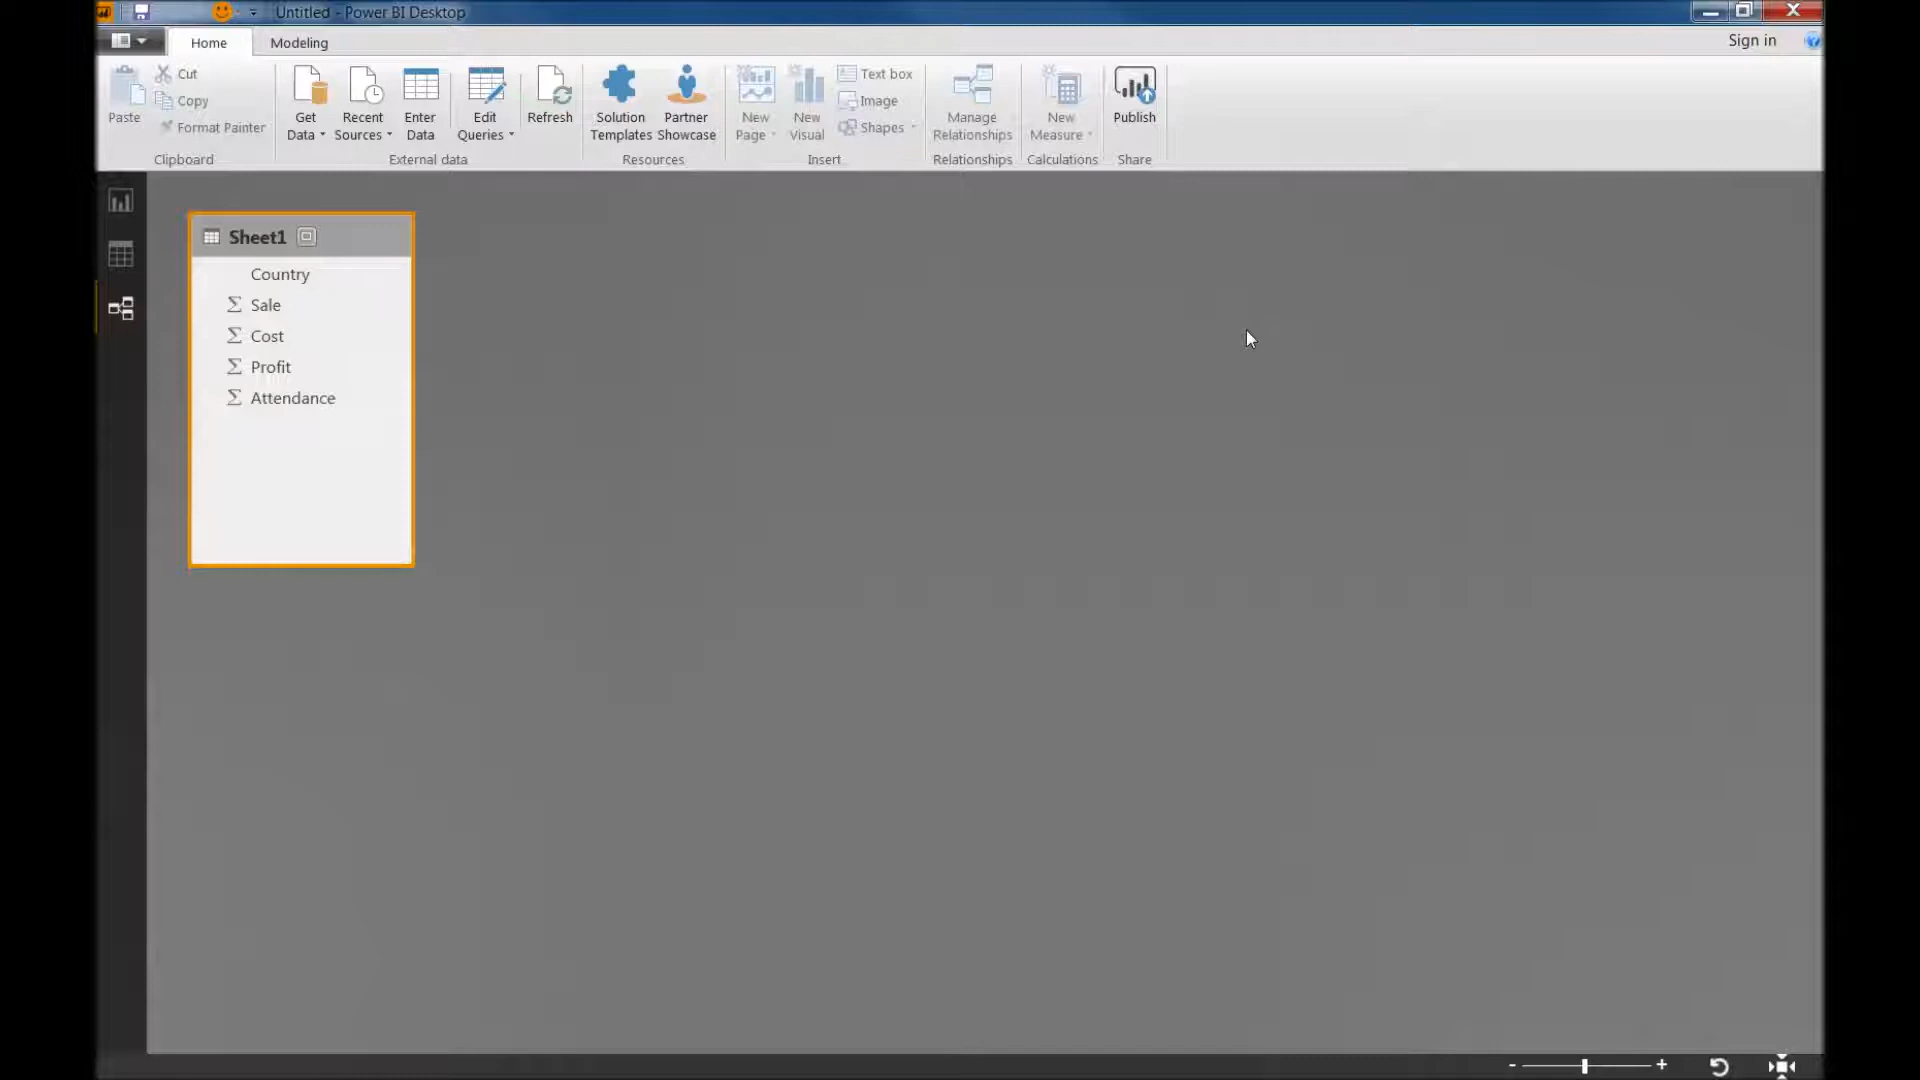 Untitled - Power BI Desktop
Home
Modeling
Sign in
Paste
Cut
Copy
Format Painter
Clipboard
Get
Data
Recent
Sources
Enter
Data
Edit
Queries
Refresh
External data
Solution
Templates
Partner
Showcase
Resources
New
Page
New
Visual
Text box
Image
Shapes
Insert
Manage
Relationships
Relationships
New
Measure
Calculations
Publish
Share
Sheet1
Country
Σ Sale
Σ Cost
Σ Profit
Σ Attendance
- +